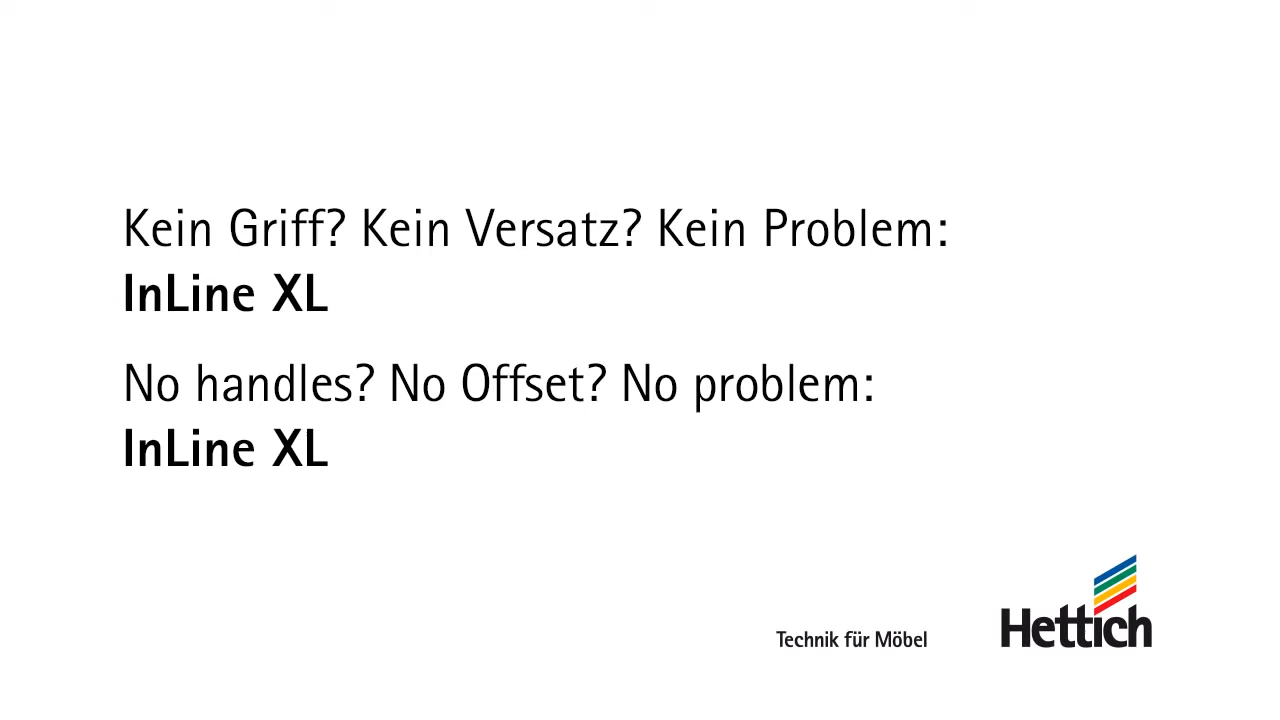 Kein Griff? Kein Versatz? Kein Problem:
InLine XL
No handles? No Offset? No problem:
InLine XL
Technik für Möbel
Hettich